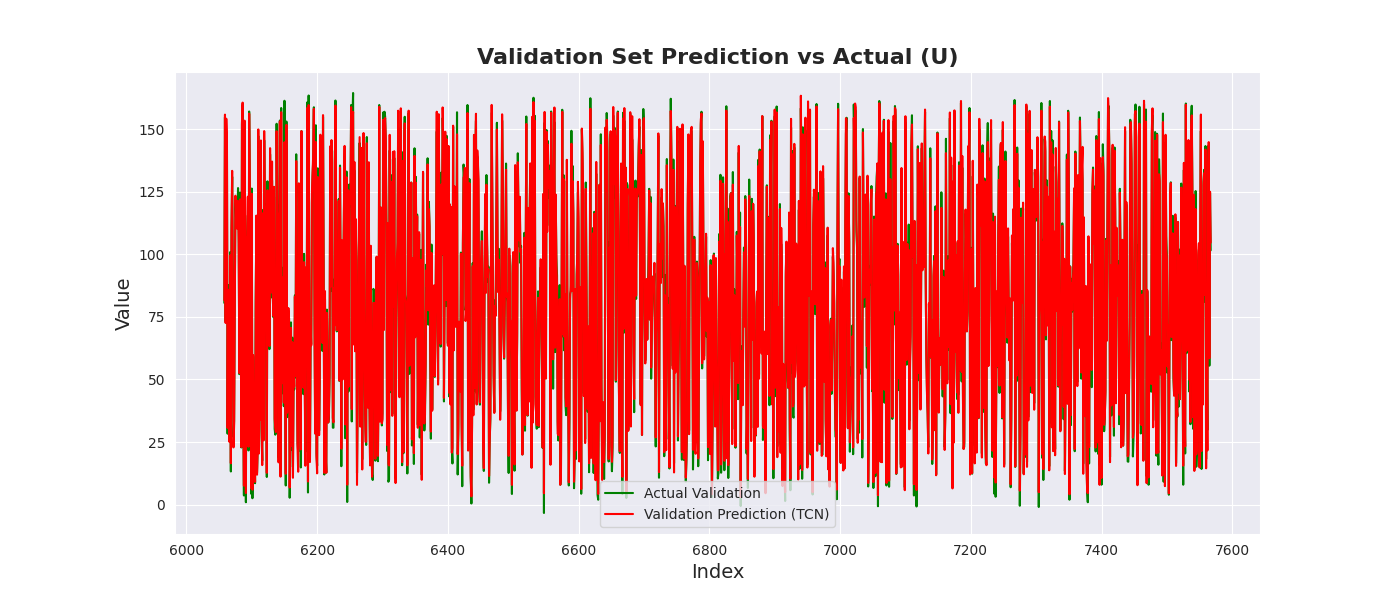 Validation Set Prediction vs Actual (U)
Value
150
125
100
75
50
25
0
Actual Validation
Validation Prediction (TCN)
6000 6200 6400 6600 6800 7000 7200 7400 7600
Index